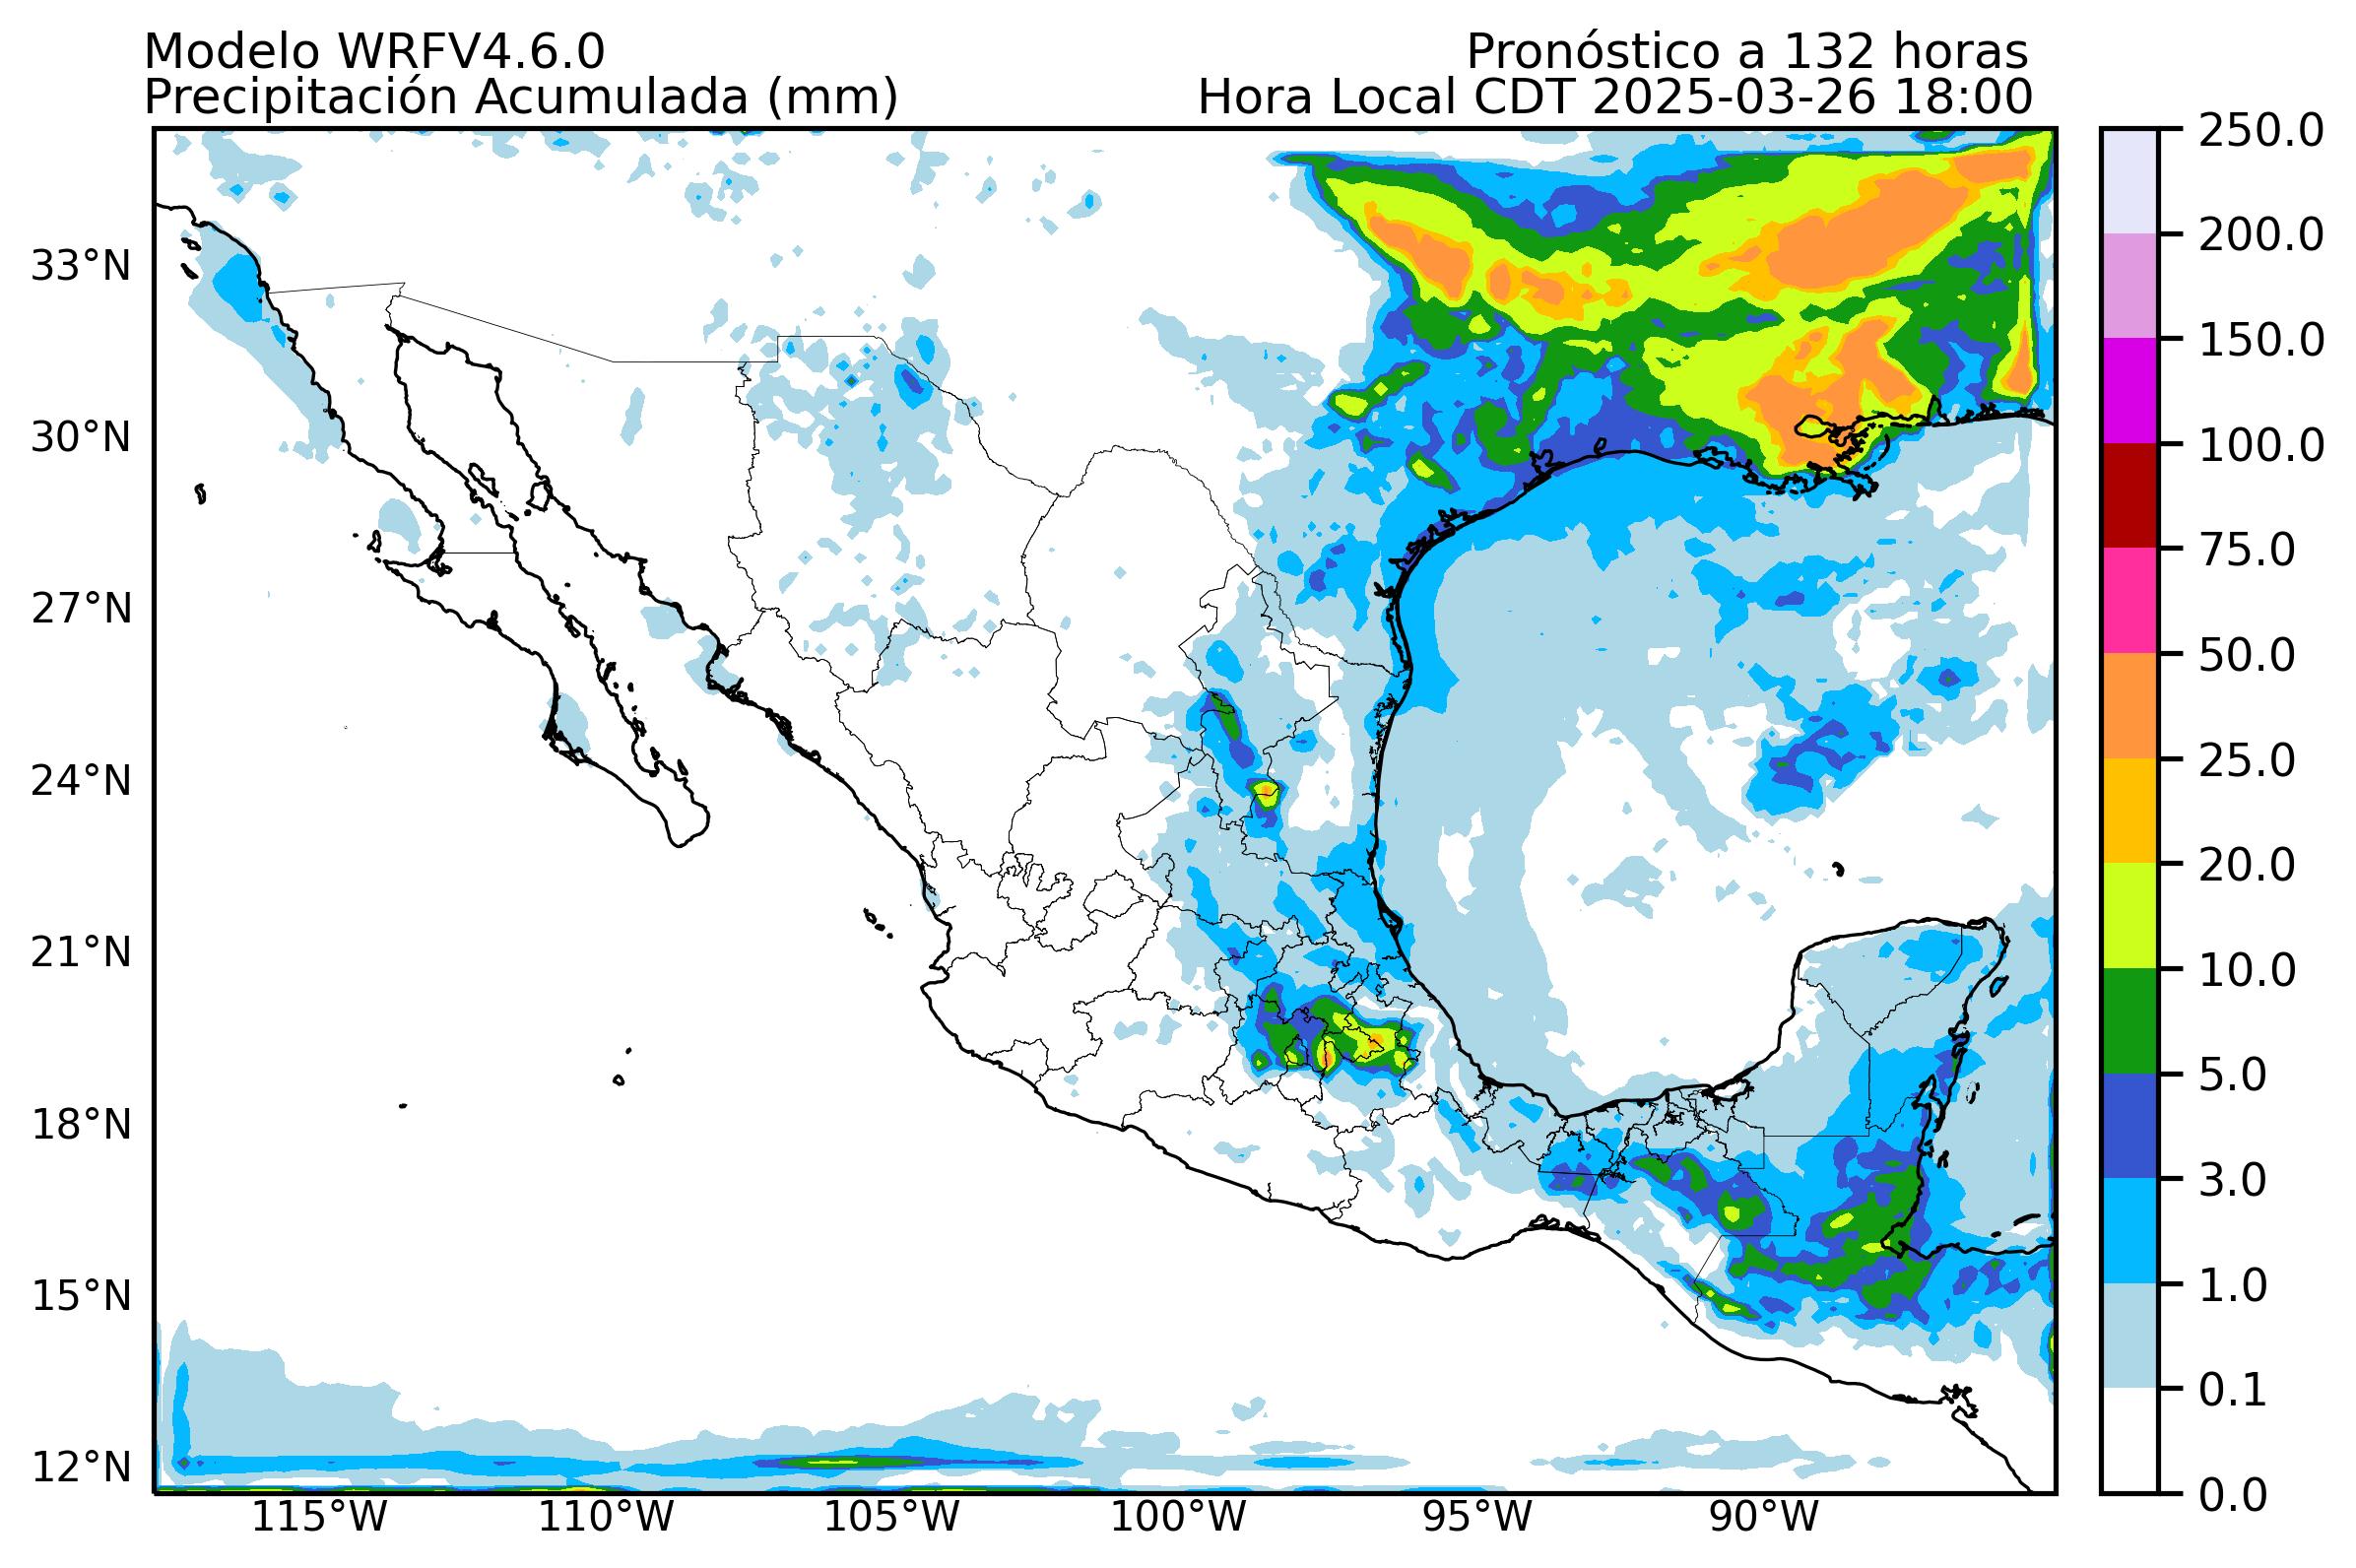 Modelo WRFV4.6.0
Pronóstico a 132 horas
Precipitación Acumulada (mm)
Hora Local CDT 2025-03-26 18:00
250.0
200.0
150.0
100.0
75.0
50.0
25.0
20.0
10.0
5.0
3.0
1.0
0.1
0.0
33°N
30°N
27°N
24°N
21°N
18°N
15°N
12°N
115°W
110°W
105°W
100°W
95°W
90°W